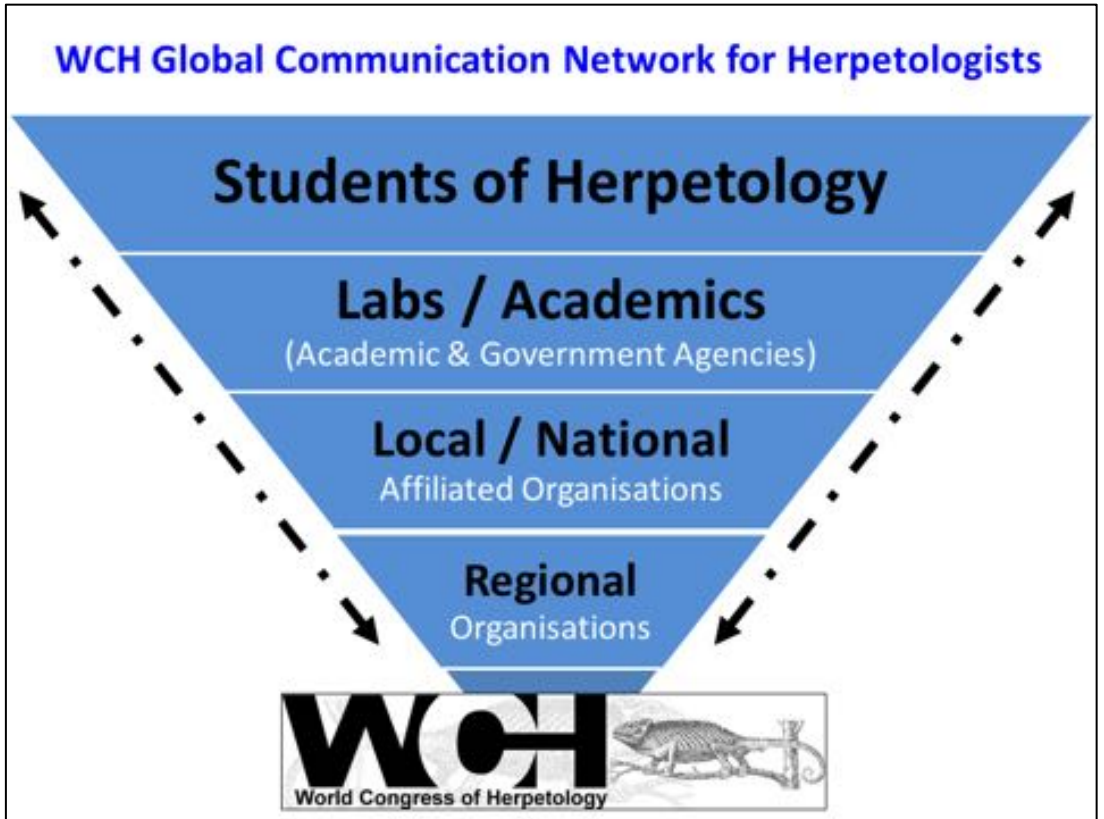 WCH Global Communication Network for Herpetologists
Students of Herpetology
Labs / Academics
(Academic & Government Agencies)
Local / National
Affiliated Organisations
Regional
Organisations
WCH
World Congress of Herpetology